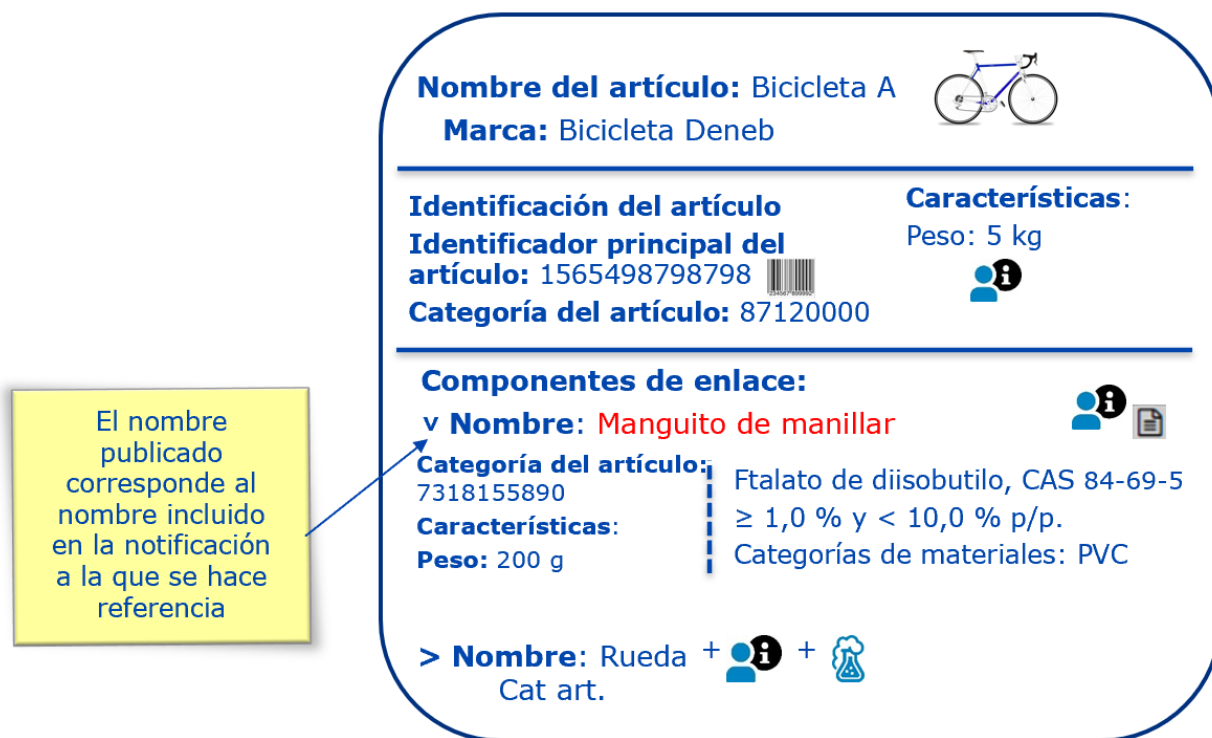 Nombre del artículo: Bicicleta A
Marca: Bicicleta Deneb
Identificación del artículo
Identificador principal del
artículo: 1565498798798
Categoría del artículo: 87120000
Características:
Peso: 5 kg
Componentes de enlace:
v Nombre: Manguito de manillar
Categoría del artículo:
7318155890
Características:
Peso: 200 g
Ftalato de diisobutilo, CAS 84-69-5
≥ 1,0 % y < 10,0 % p/p.
Categorías de materiales: PVC
> Nombre: Rueda + +
Cat art.
El nombre
publicado
corresponde al
nombre incluido
en la notificación
a la que se hace
referencia